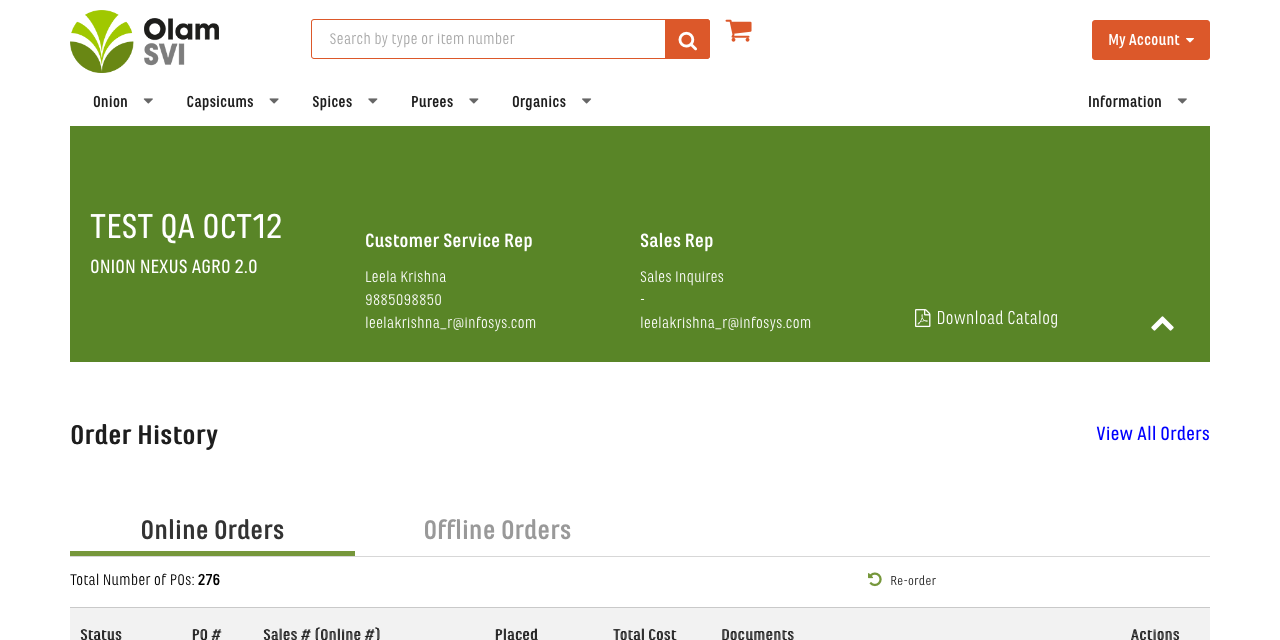 Olam
SVI
Search by type or item number
My Account
Onion Capsicums Spices Purees Organics Information
TEST QA OCT12
ONION NEXUS AGRO 2.0
Customer Service Rep
Leela Krishna
9885098850
leelakrishna_r@infosys.com
Sales Rep
Sales Inquires
-
leelakrishna_r@infosys.com
Download Catalog
Order History
View All Orders
Online Orders Offline Orders
Total Number of POs: 276
Re-order
Status PO # Sales # (Online #) Placed Total Cost Documents Actions